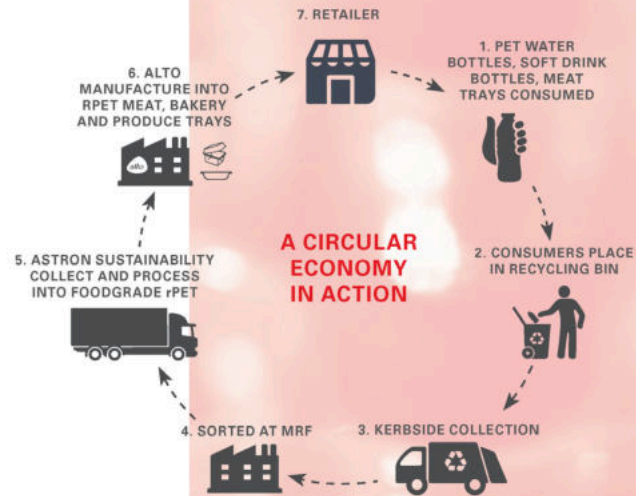 7. RETAILER
1. PET WATER
BOTTLES, SOFT DRINK
BOTTLES, MEAT
TRAYS CONSUMED
2. CONSUMERS PLACE
IN RECYCLING BIN
3. KERBSIDE COLLECTION
4. SORTED AT MRF
5. ASTRON SUSTAINABILITY
COLLECT AND PROCESS
INTO FOODGRADE rPET
6. ALTO
MANUFACTURE INTO
RPET MEAT, BAKERY
AND PRODUCE TRAYS
alto
A CIRCULAR
ECONOMY
IN ACTION